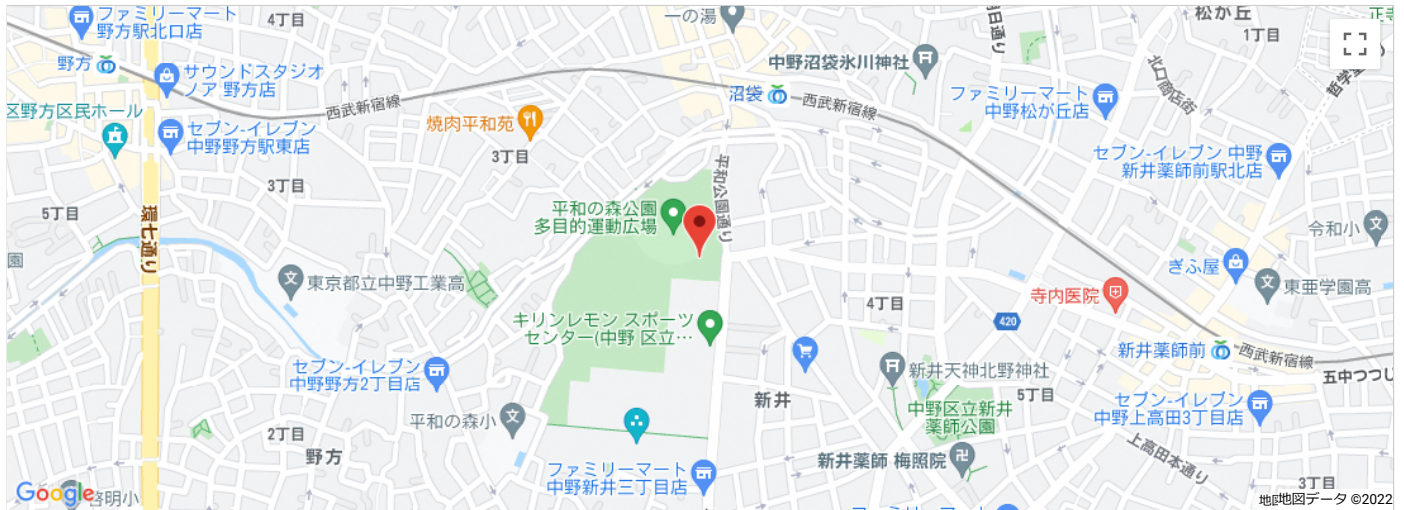 ファミリーマート
野方駅北口店
4丁目
一の湯
明日通り
松が丘
1丁目
野方
サウンドスタジオ
ノア 野方店
西武新宿線
中野沼袋氷川神社
沼袋
西武新宿線
北口商店街
ファミリーマート
中野松が丘店
区野方区民ホール
セブン-イレブン
中野野方駅東店
焼肉平和苑
3丁目
3丁目
セブン-イレブン 中野
新井薬師前駅北店
5丁目
環七通り
平和の森公園
多目的運動広場
平和公園通り
令和小
園
東京都立中野工業高
ぎふ屋
東亜学園高
寺内医院
4丁目
420
キリンレモン スポーツ
センター(中野 区立…
新井薬師前
西武新宿線
五中つつじ
セブン-イレブン
中野野方2丁目店
新井天神北野神社
5丁目
新井
中野区立新井
薬師公園
セブン-イレブン
中野上高田3丁目店
平和の森小
2丁目
野方
新井薬師 梅照院
上高田本通り
ファミリーマート
中野新井三丁目店
3丁目
Google
啓明小
地図データ ©2022